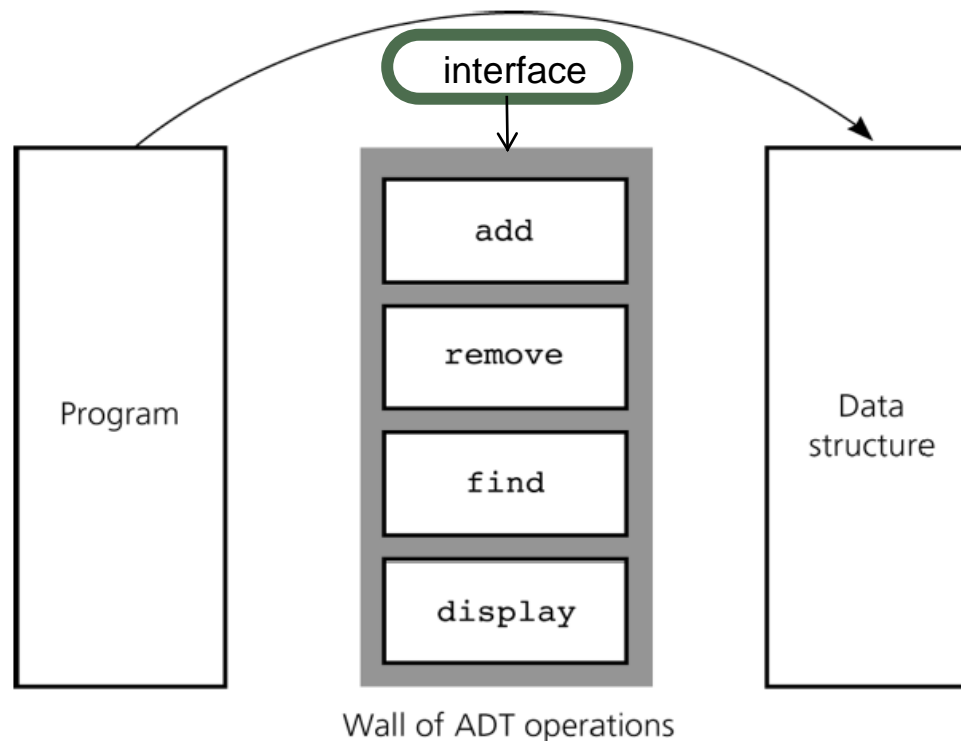 interface
add
remove
find
display
Program
Data
structure
Wall of ADT operations